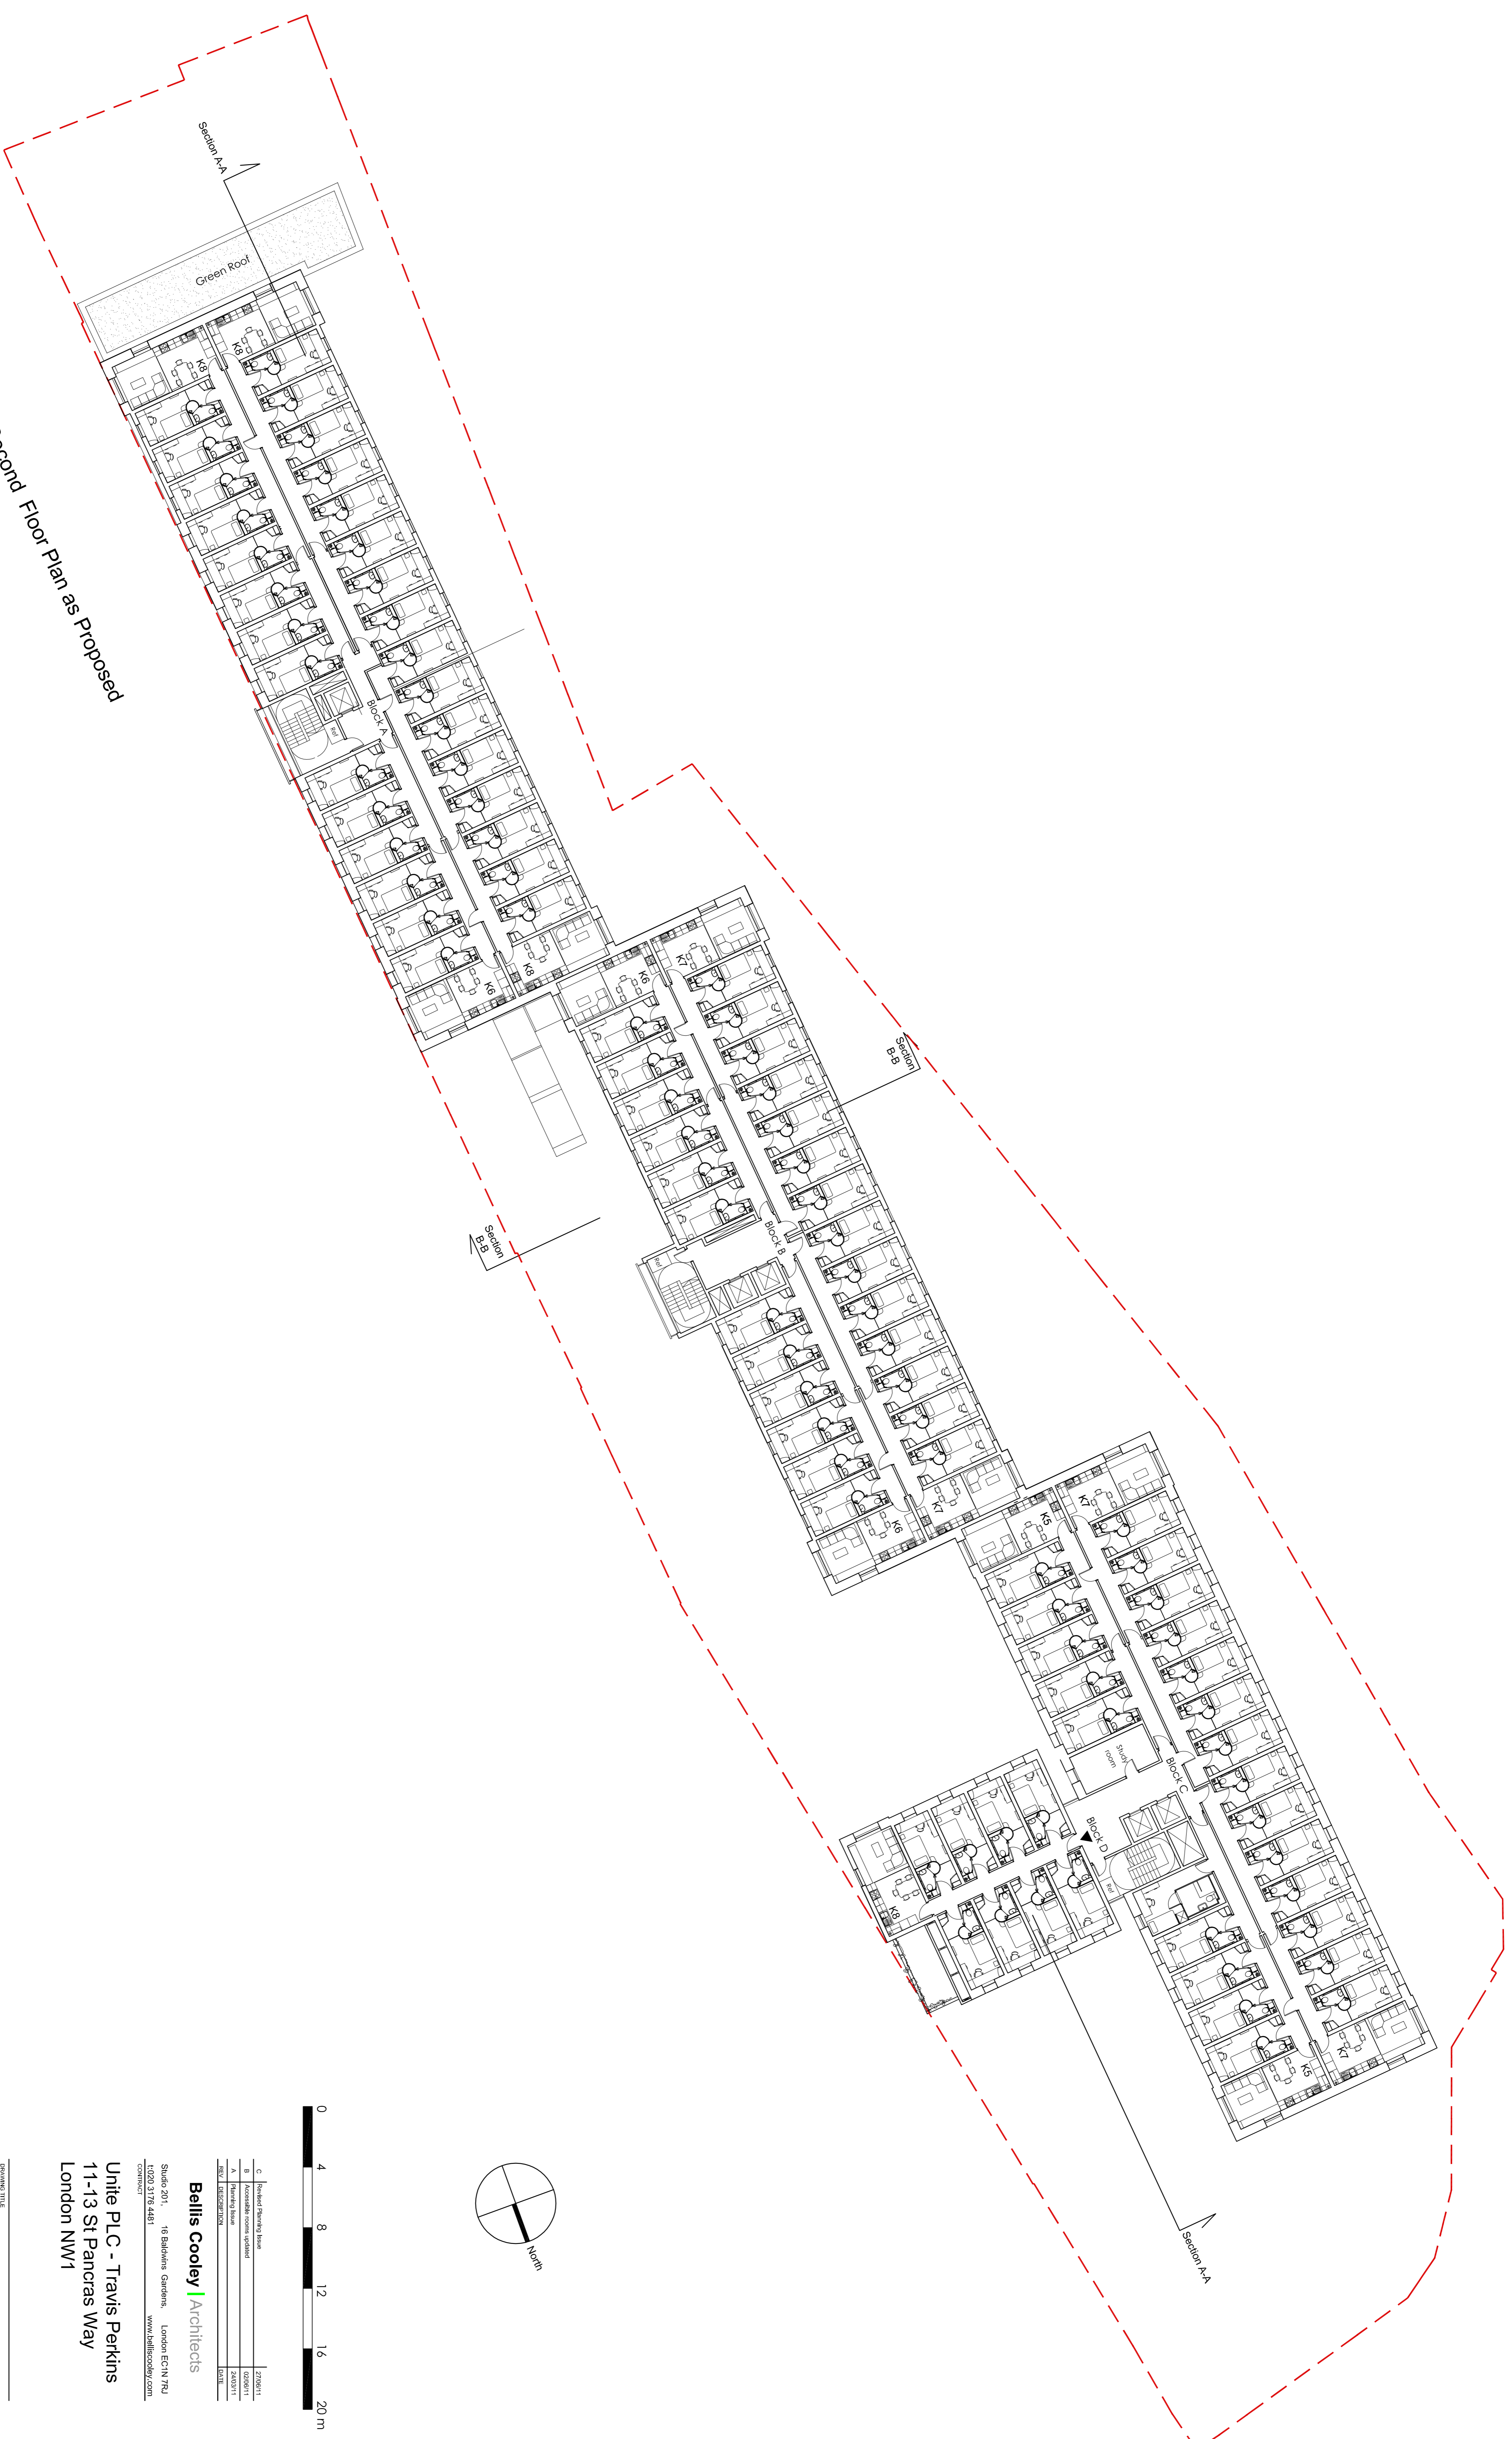 Section A-A
Green Roof
K8
K8
Block A
Ref
K8
K6
K6
K7
Section
B-B
Section
B-B
Block B
Ref
K7
K6
K7
K5
Study
room
Block C
Block D
Ref
K8
K7
K5
Section A-A
Floor Plan as Proposed
North
0 4 8 12 16 20 m
C Revised Planning Issue 27/06/11
B Accessible rooms updated 02/06/11
A Planning Issue 24/03/11
REV DESCRIPTION DATE
Bellis Cooley | Architects
Studio 201, 16 Baldwins Gardens, London EC1N 7RJ
t:020 3176 4481 www.belliscooley.com
CONTRACT
Unite PLC - Travis Perkins
11-13 St Pancras Way
London NW1
DRAWING TITLE